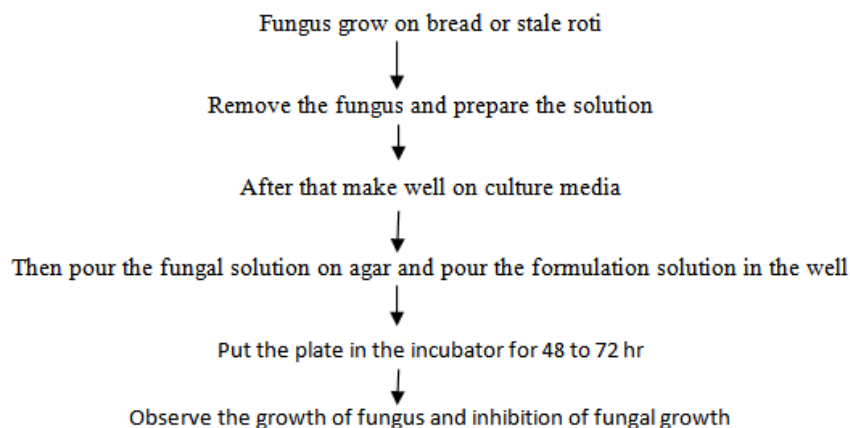 Fungus grow on bread or stale roti
Remove the fungus and prepare the solution
After that make well on culture media
Then pour the fungal solution on agar and pour the formulation solution in the well
Put the plate in the incubator for 48 to 72 hr
Observe the growth of fungus and inhibition of fungal growth